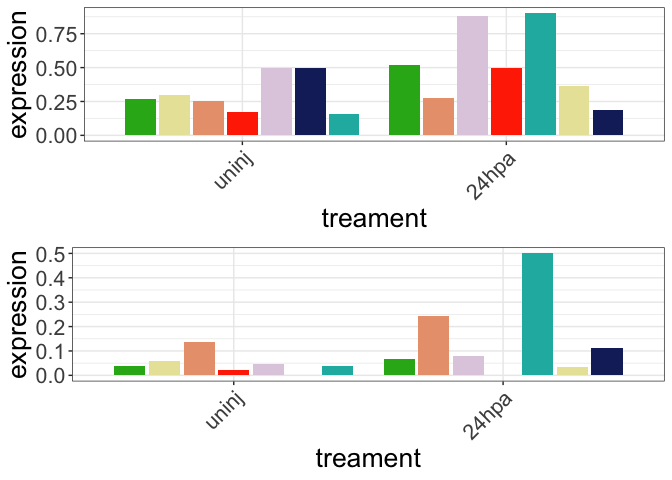 expression
0.75
0.50
0.25
0.00
uninj
24hpa
treament
expression
0.5
0.4
0.3
0.2
0.1
0.0
uninj
24hpa
treament